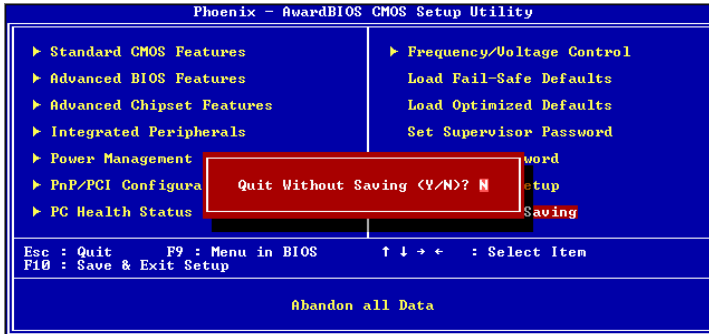 Phoenix - AwardBIOS CMOS Setup Utility
► Standard CMOS Features
► Advanced BIOS Features
► Advanced Chipset Features
► Integrated Peripherals
► Power Management
► PnP/PCI Configura
► PC Health Status
► Frequency/Voltage Control
Load Fail-Safe Defaults
Load Optimized Defaults
Set Supervisor Password
word
etup
Saving
Quit Without Saving (Y/N)? N
Esc : Quit F9 : Menu in BIOS ↑ ↓ → ← : Select Item
F10 : Save & Exit Setup
Abandon all Data